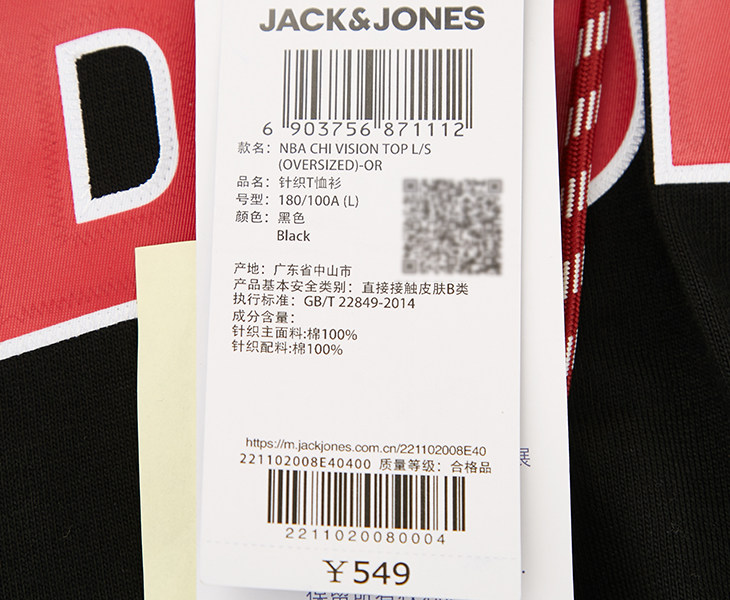 JACK&JONES
6 903756 871112
款名: NBA CHI VISION TOP L/S
(OVERSIZED)-OR
品名: 针织T恤衫
号型: 180/100A (L)
颜色: 黑色
Black
产地: 广东省中山市
产品基本安全类别: 直接接触皮肤B类
执行标准: GB/T 22849-2014
成分含量:
针织主面料:棉100%
针织配料:棉100%
https://m.jackjones.com.cn/221102008E40
221102008E40400 质量等级: 合格品
2211020080004
¥549
D
展
保留所有